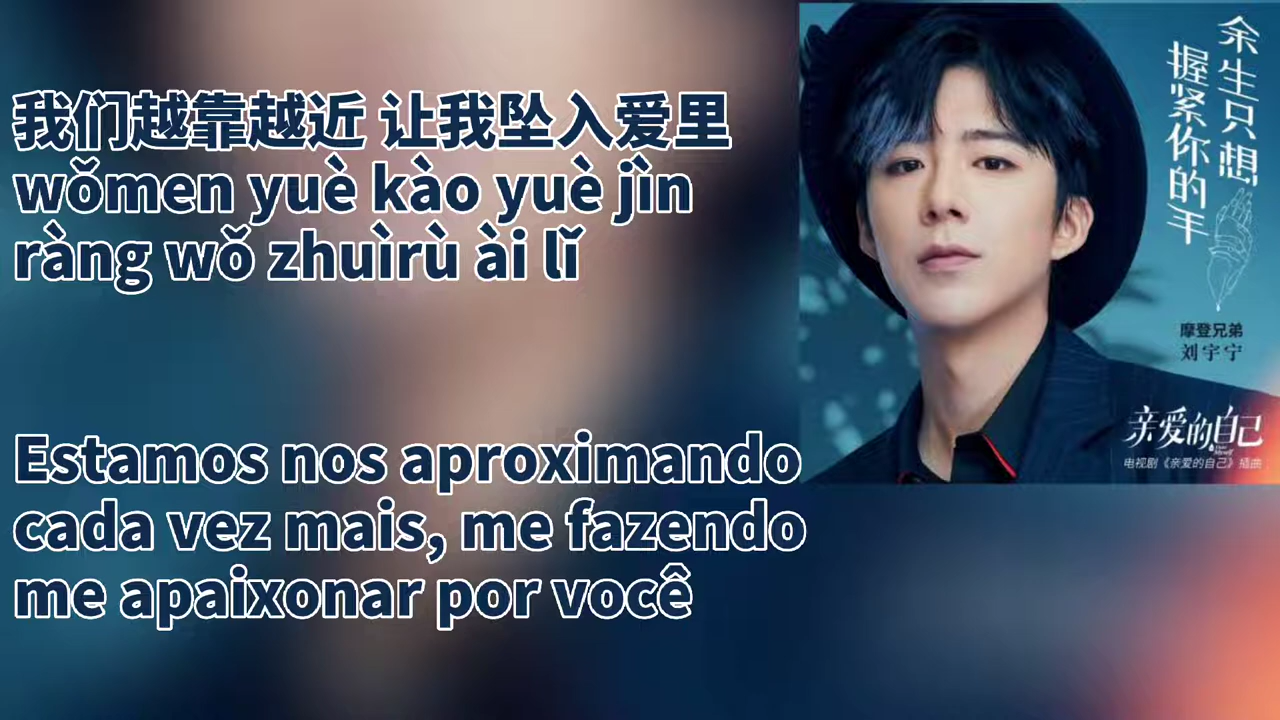 我们越靠越近 让我坠入爱里
wǒmen yuè kào yuè jìn
ràng wǒ zhuìrù ài lǐ
Estamos nos aproximando
cada vez mais, me fazendo
me apaixonar por você
余生只想
握紧你的手
摩登兄弟
刘宇宁
亲爱的自己
Myself
电视剧《亲爱的自己》插曲